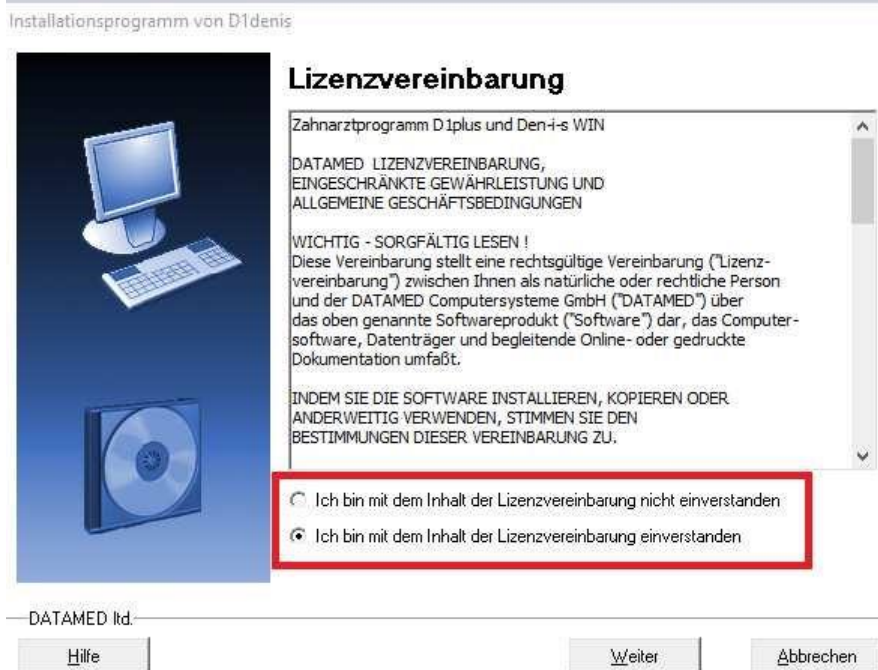 Installationsprogramm von D1denis
Lizenzvereinbarung
Zahnarztprogramm D1plus und Den-i-s WIN
DATAMED LIZENZVEREINBARUNG,
EINGESCHRÄNKTE GEWÄHRLEISTUNG UND
ALLGEMEINE GESCHÄFTSBEDINGUNGEN
WICHTIG - SORGFÄLTIG LESEN !
Diese Vereinbarung stellt eine rechtsgültige Vereinbarung ("Lizenz-
vereinbarung") zwischen Ihnen als natürliche oder rechtliche Person
und der DATAMED Computersysteme GmbH ("DATAMED") über
das oben genannte Softwareprodukt ("Software") dar, das Computer-
software, Datenträger und begleitende Online- oder gedruckte
Dokumentation umfaßt.
INDEM SIE DIE SOFTWARE INSTALLIEREN, KOPIEREN ODER
ANDERWEITIG VERWENDEN, STIMMEN SIE DEN
BESTIMMUNGEN DIESER VEREINBARUNG ZU.
Ich bin mit dem Inhalt der Lizenzvereinbarung nicht einverstanden
Ich bin mit dem Inhalt der Lizenzvereinbarung einverstanden
DATAMED ltd.
Hilfe
Weiter
Abbrechen